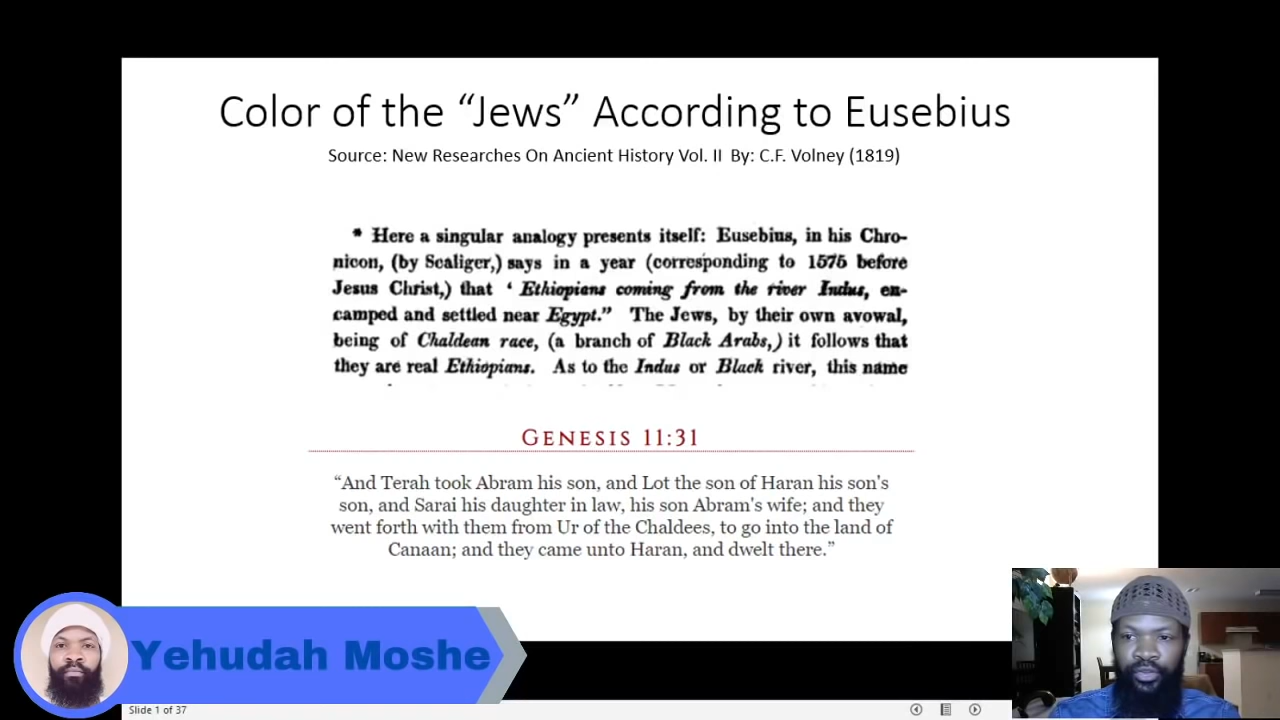 Color of the “Jews” According to Eusebius
Source: New Researches On Ancient History Vol. II By: C.F. Volney (1819)
* Here a singular analogy presents itself: Eusebius, in his Chro-
nicon, (by Scaliger,) says in a year (corresponding to 1575 before
Jesus Christ,) that ‘ Ethiopians coming from the river Indus, en-
camped and settled near Egypt.” The Jews, by their own avowal,
being of Chaldean race, (a branch of Black Arabs,) it follows that
they are real Ethiopians. As to the Indus or Black river, this name
Genesis 11:31
“And Terah took Abram his son, and Lot the son of Haran his son's
son, and Sarai his daughter in law, his son Abram's wife; and they
went forth with them from Ur of the Chaldees, to go into the land of
Canaan; and they came unto Haran, and dwelt there.”
Yehudah Moshe
Slide 1 of 37